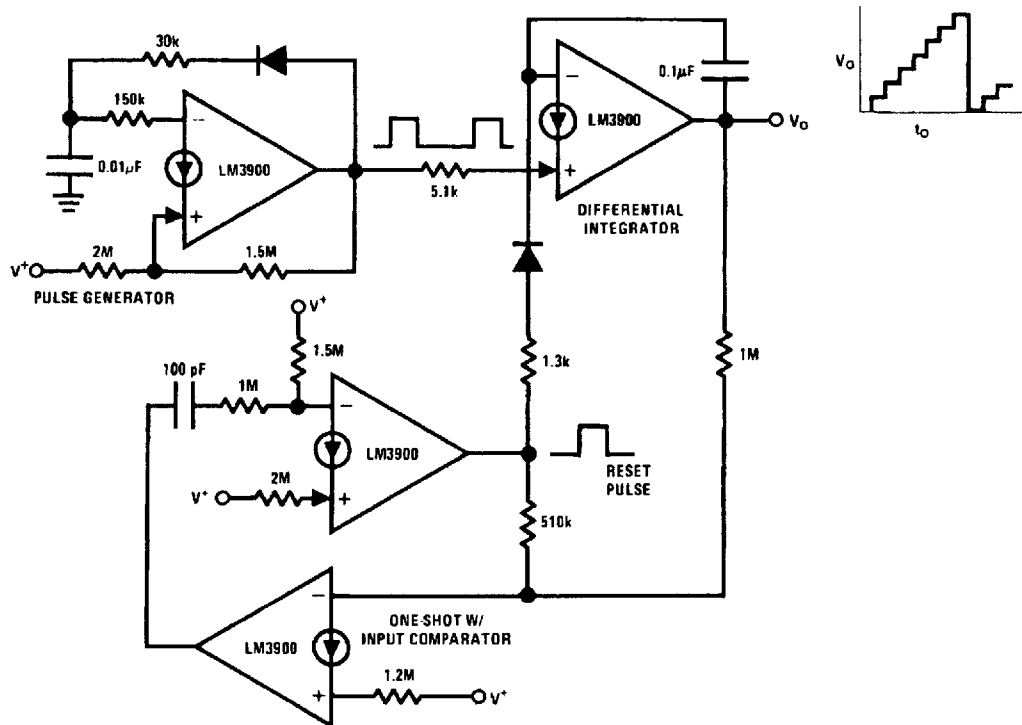 30k
150k
−
LM3900
+
0.01μF
2M
V+
1.5M
PULSE GENERATOR
5.1k
−
LM3900
+
0.1μF
Vo
DIFFERENTIAL
INTEGRATOR
Vo
to
V+
1.5M
100 pF
1M
−
LM3900
+
2M
V+
1.3k
1M
RESET
PULSE
510k
−
LM3900
+
ONE-SHOT W/
INPUT COMPARATOR
1.2M
V+